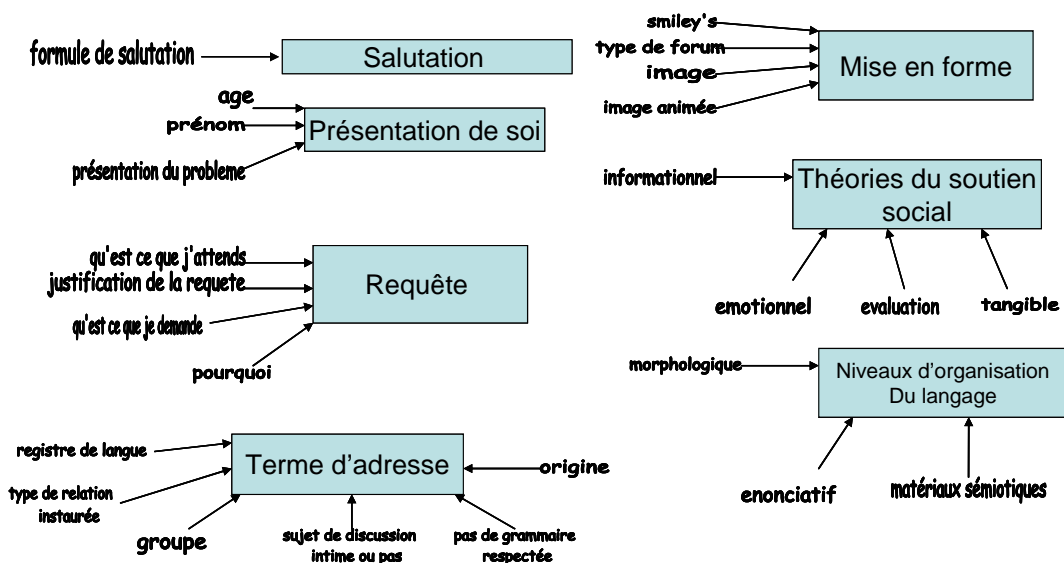 formule de salutation
Salutation
age
prénom
présentation du probleme
Présentation de soi
qu'est ce que j'attends
justification de la requete
qu'est ce que je demande
pourquoi
Requête
registre de langue
type de relation
instaurée
groupe
Terme d'adresse
sujet de discussion
intime ou pas
pas de grammaire
respectée
origine
smiley's
type de forum
image
image animée
Mise en forme
informationnel
Théories du soutien
social
emotionnel
evaluation
tangible
morphologique
Niveaux d'organisation
Du langage
enonciatif
matériaux sémiotiques